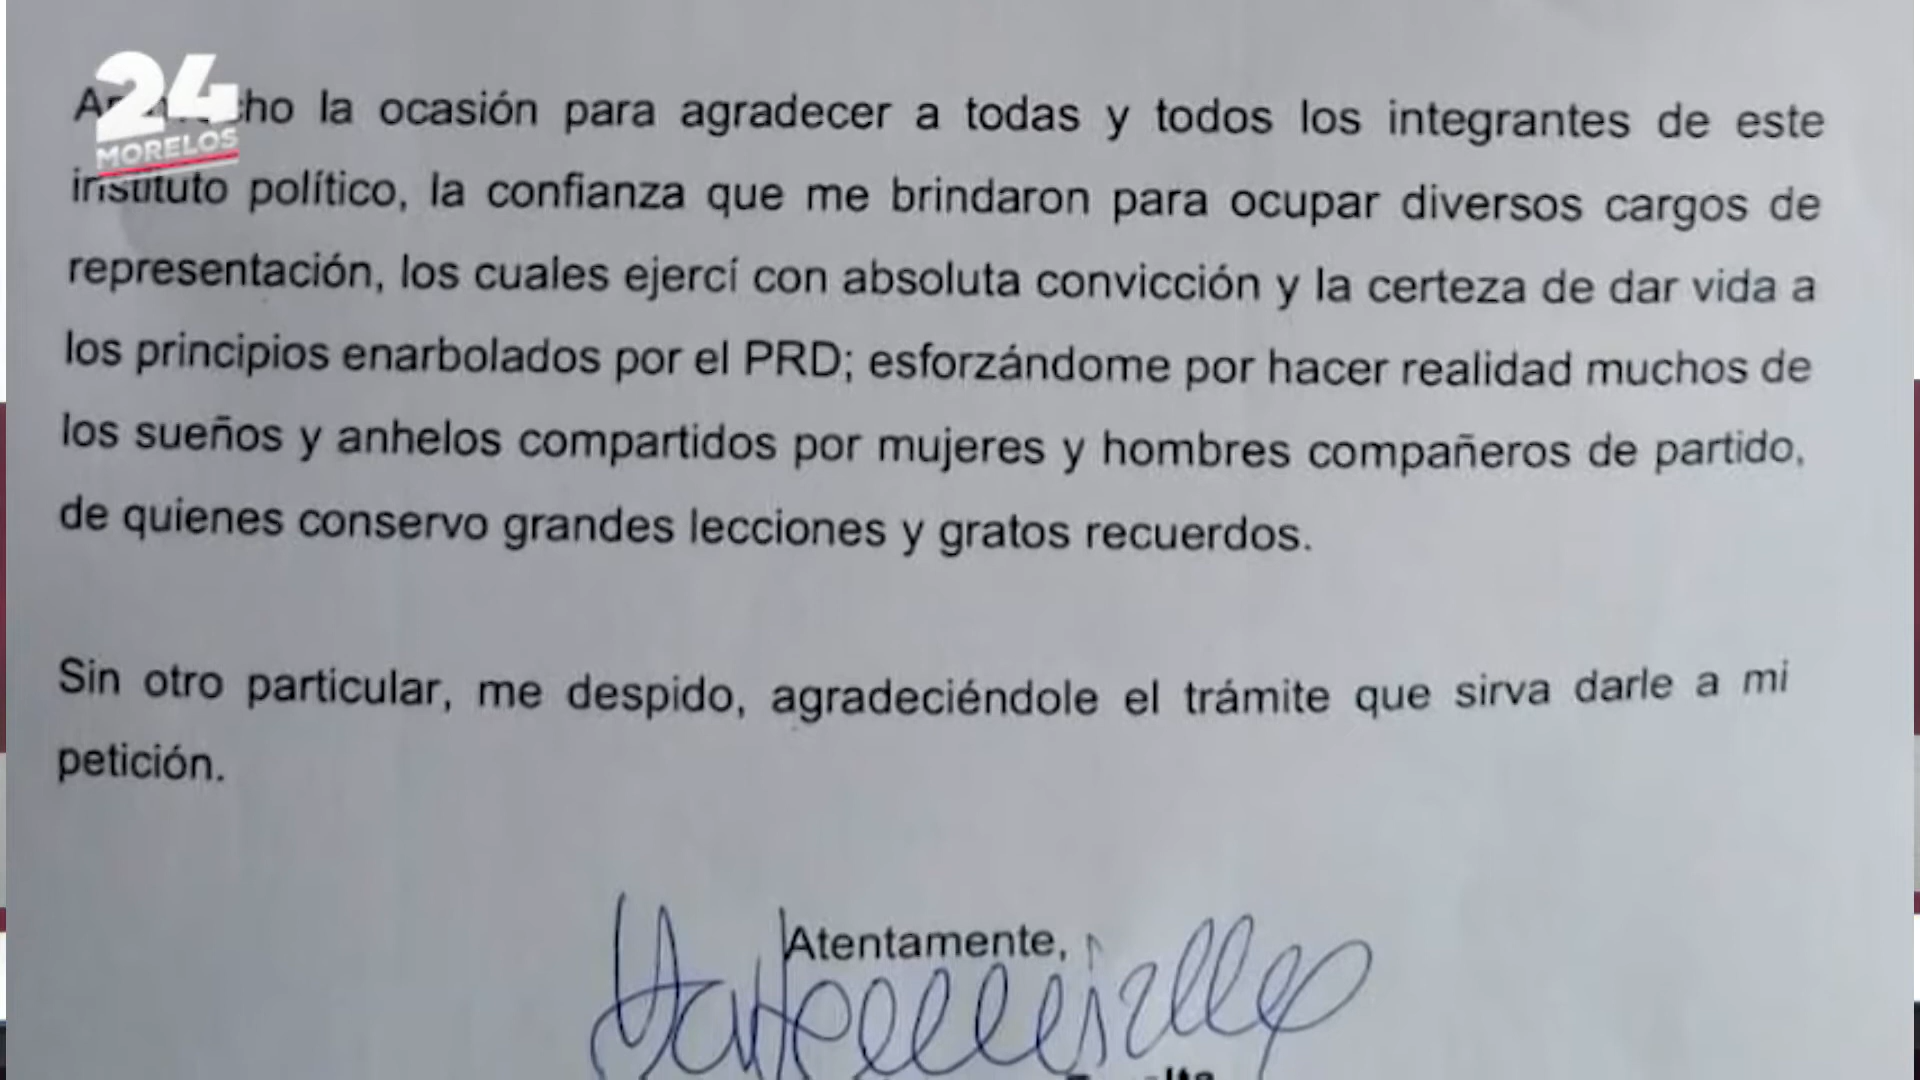 24
MORELOS
la ocasión para agradecer a todas y todos los integrantes de este
instituto político, la confianza que me brindaron para ocupar diversos cargos de
representación, los cuales ejercí con absoluta convicción y la certeza de dar vida a
los principios enarbolados por el PRD; esforzándome por hacer realidad muchos de
los sueños y anhelos compartidos por mujeres y hombres compañeros de partido,
de quienes conservo grandes lecciones y gratos recuerdos.
Sin otro particular, me despido, agradeciéndole el trámite que sirva darle a mi
petición.
Atentamente,